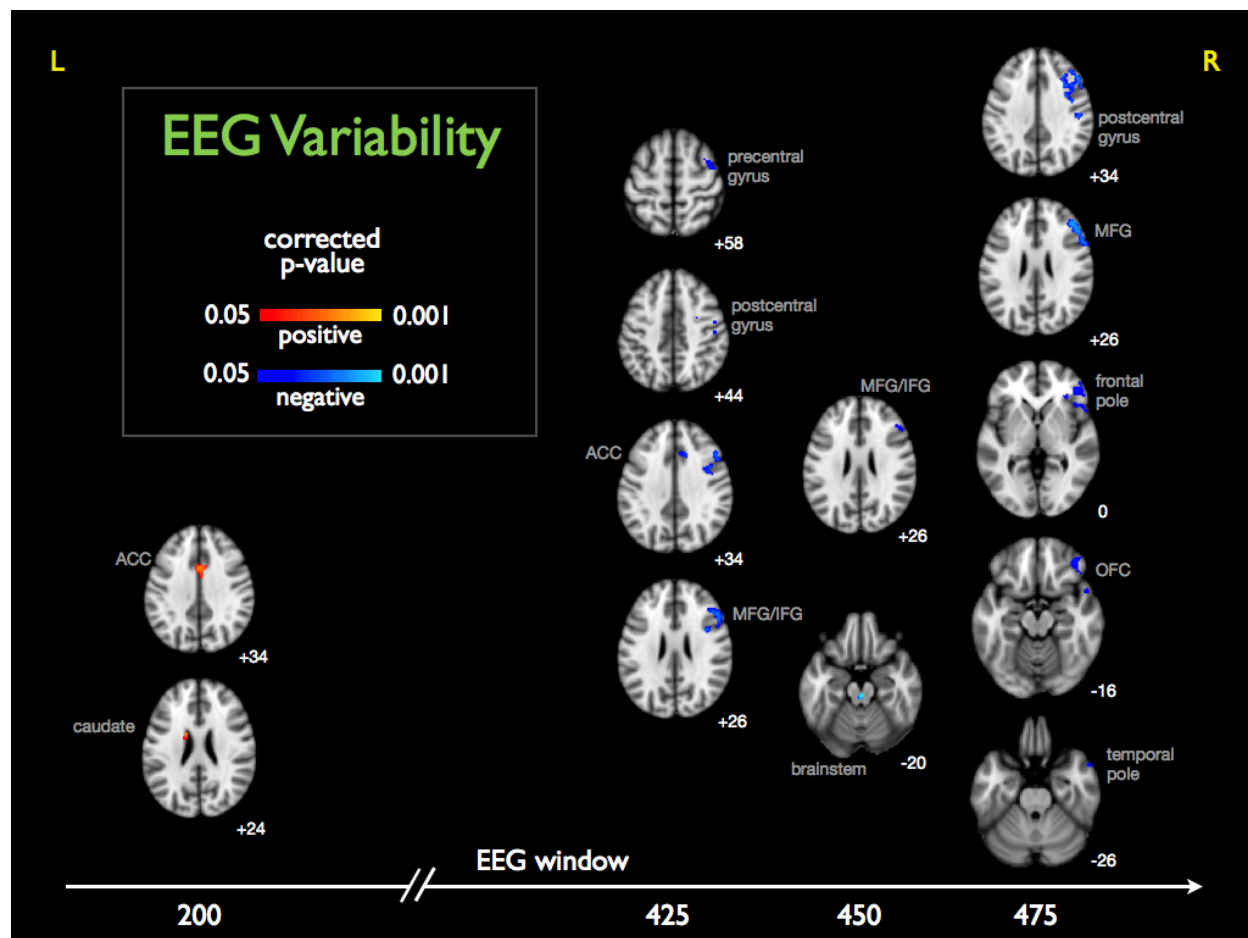 L
R
EEG Variability
corrected
p-value
0.05
0.001
positive
0.05
0.001
negative
ACC
+34
caudate
+24
precentral
gyrus
+58
postcentral
gyrus
+44
ACC
+34
MFG/IFG
+26
MFG/IFG
+26
brainstem
-20
postcentral
gyrus
+34
MFG
+26
frontal
pole
0
OFC
-16
temporal
pole
-26
EEG window
200
425
450
475